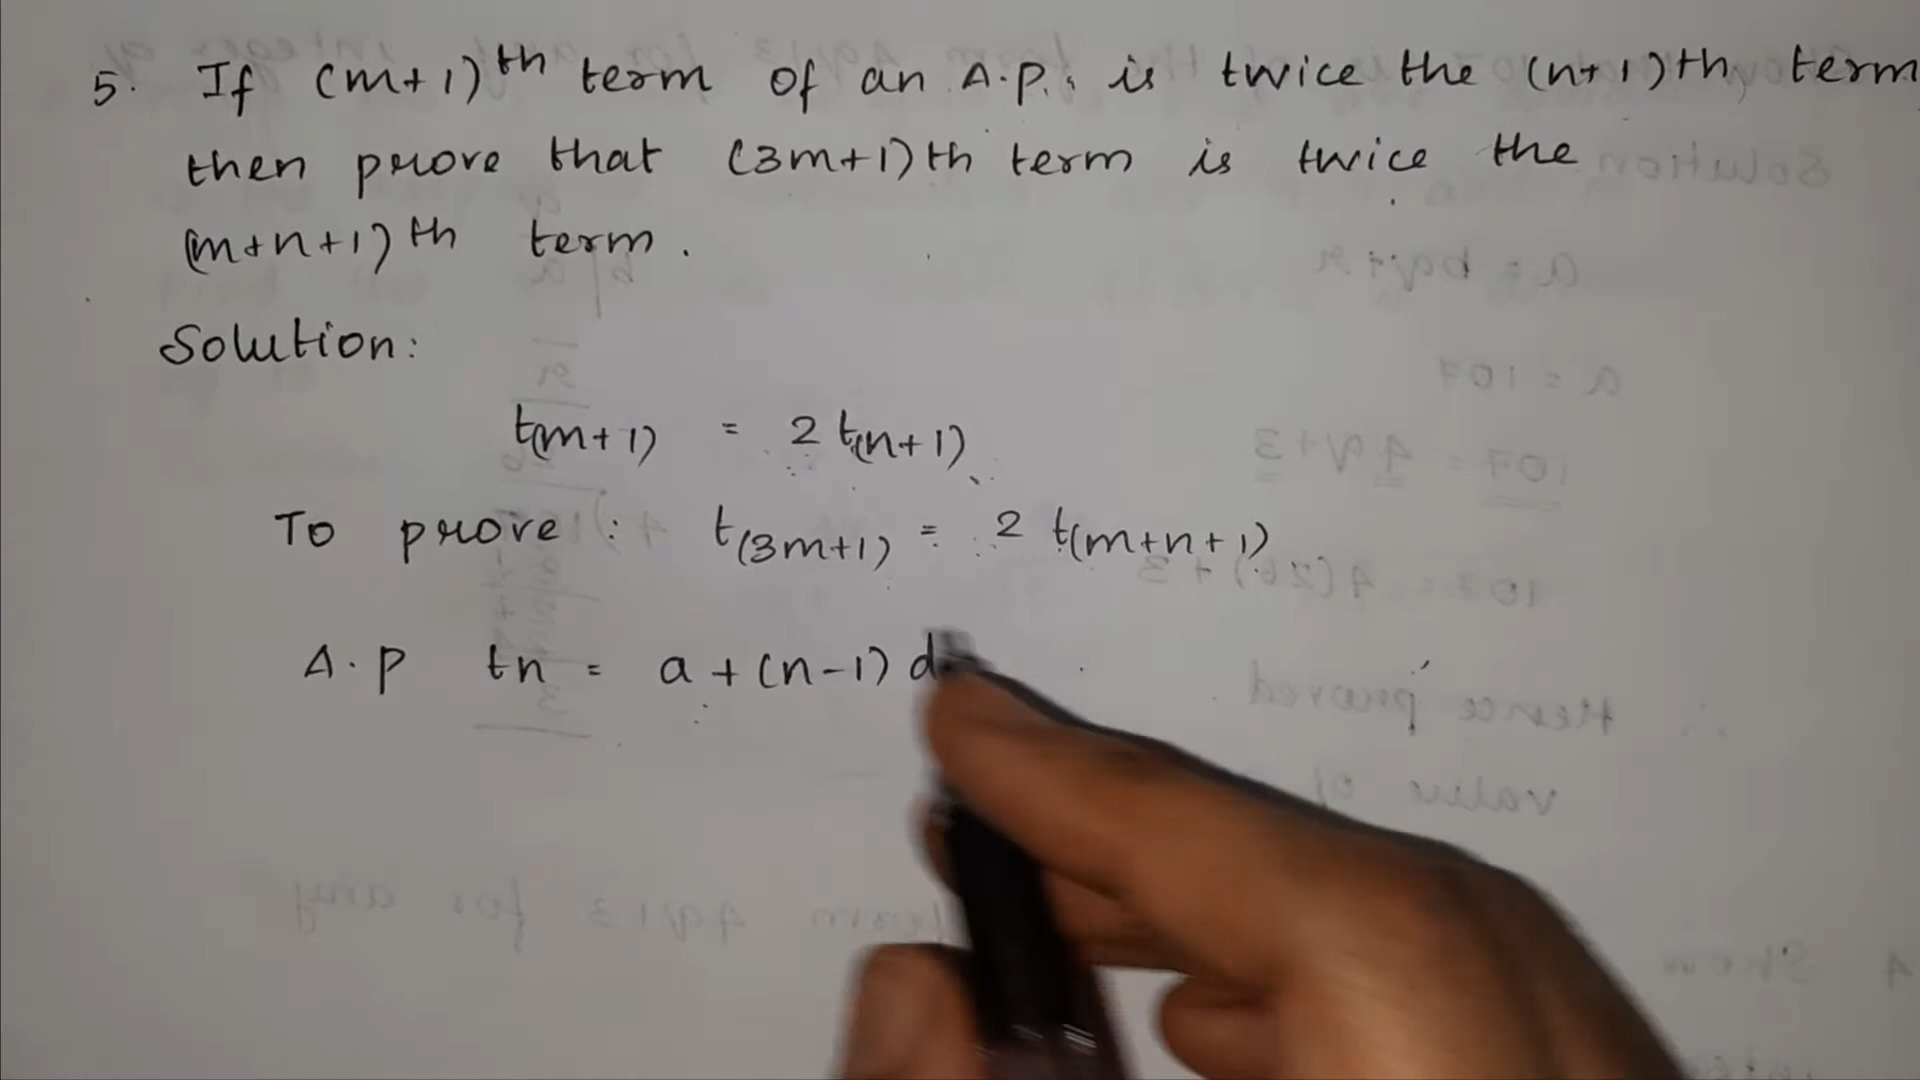 5. If (m+1)th term of an A.P. is twice the (n+1)th term
then prove that (3m+1)th term is twice the
(m+n+1)th term.
Solution:
t(m+1) = 2 t(n+1)
To prove: t(3m+1) = 2 t(m+n+1)
A.P tn = a + (n-1) d